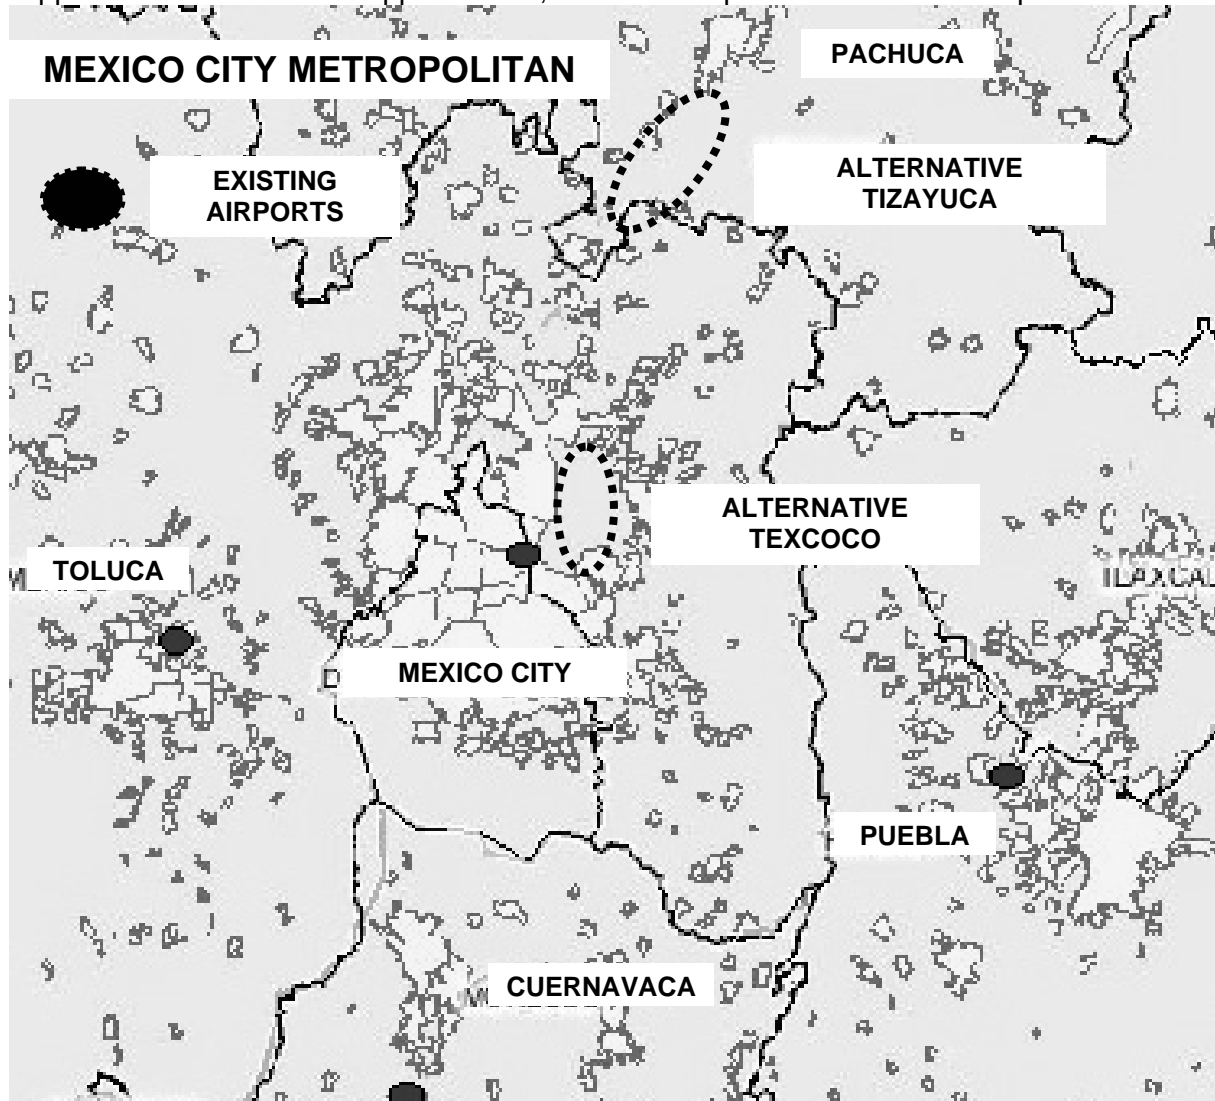 PACHUCA
MEXICO CITY METROPOLITAN
EXISTING
AIRPORTS
ALTERNATIVE
TIZAYUCA
ALTERNATIVE
TEXCOCO
TOLUCA
MEXICO CITY
PUEBLA
CUERNAVACA